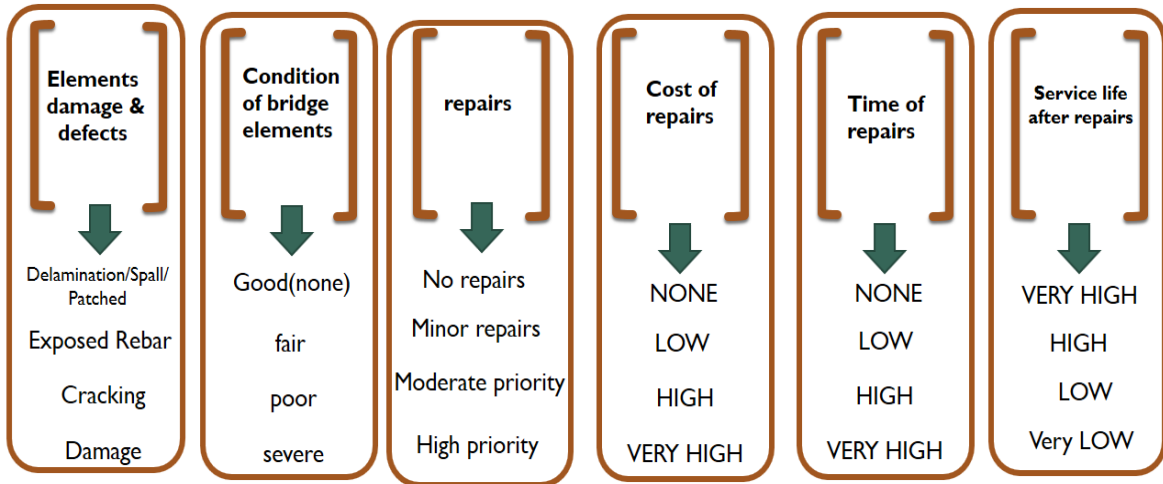 Elements
damage &
defects
Delamination/Spall/
Patched
Exposed Rebar
Cracking
Damage
Condition
of bridge
elements
Good(none)
fair
poor
severe
repairs
No repairs
Minor repairs
Moderate priority
High priority
Cost of
repairs
NONE
LOW
HIGH
VERY HIGH
Time of
repairs
NONE
LOW
HIGH
VERY HIGH
Service life
after repairs
VERY HIGH
HIGH
LOW
Very LOW